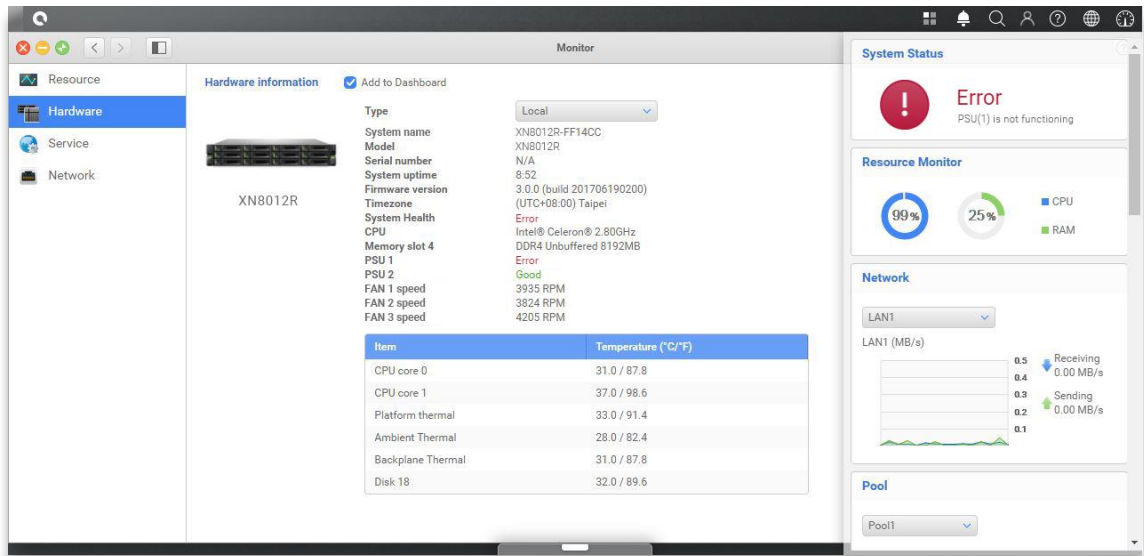 Monitor
Resource
Hardware
Service
Network
Hardware information
Add to Dashboard
XN8012R
Type Local
System name XN8012R-FF14CC
Model XN8012R
Serial number N/A
System uptime 8:52
Firmware version 3.0.0 (build 201706190200)
Timezone (UTC+08:00) Taipei
System Health Error
CPU Intel® Celeron® 2.80GHz
Memory slot 4 DDR4 Unbuffered 8192MB
PSU 1 Error
PSU 2 Good
FAN 1 speed 3935 RPM
FAN 2 speed 3824 RPM
FAN 3 speed 4205 RPM
Item Temperature (°C/°F)
CPU core 0 31.0 / 87.8
CPU core 1 37.0 / 98.6
Platform thermal 33.0 / 91.4
Ambient Thermal 28.0 / 82.4
Backplane Thermal 31.0 / 87.8
Disk 18 32.0 / 89.6
System Status
Error
PSU(1) is not functioning
Resource Monitor
99%
25%
CPU
RAM
Network
LAN1
LAN1 (MB/s)
0.5
0.4
0.3
0.2
0.1
Receiving
0.00 MB/s
Sending
0.00 MB/s
Pool
Pool1